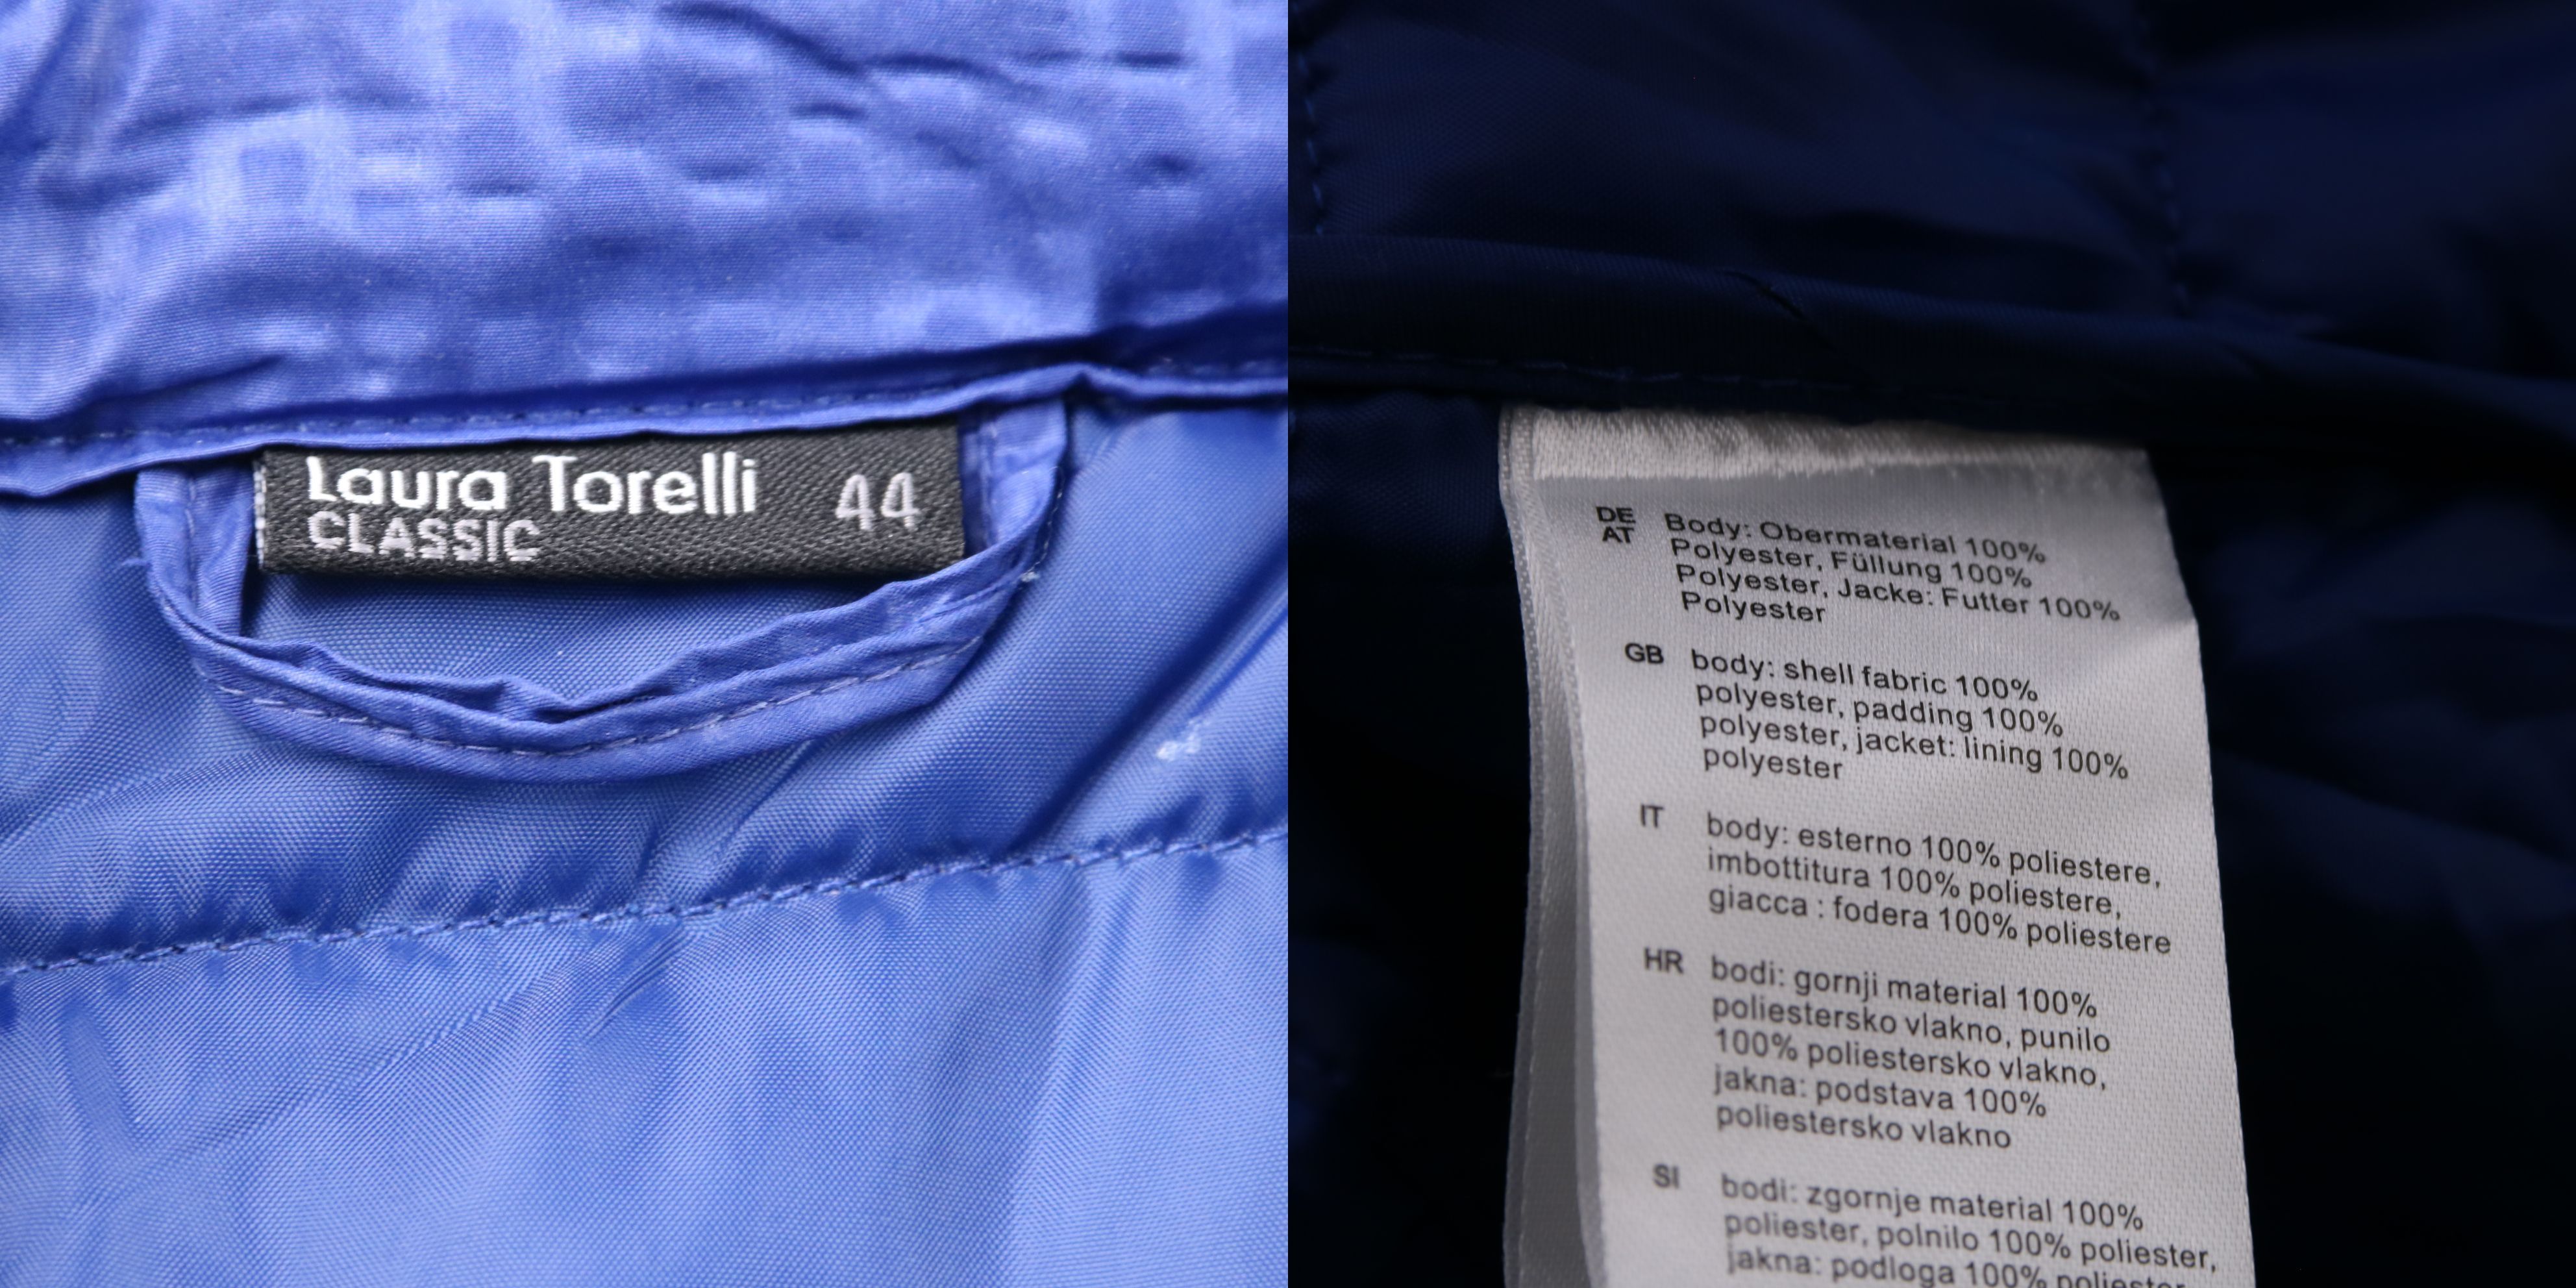 Laura Torelli
CLASSIC
44
DE
AT
Body: Obermaterial 100%
Polyester, Füllung 100%
Polyester, Jacke: Futter 100%
Polyester
GB
body: shell fabric 100%
polyester, padding 100%
polyester, jacket: lining 100%
polyester
IT
body: esterno 100% poliestere,
imbottitura 100% poliestere,
giacca : fodera 100% poliestere
HR
bodi: gornji material 100%
poliestersko vlakno, punilo
100% poliestersko vlakno,
jakna: podstava 100%
poliestersko vlakno
SI
bodi: zgornje material 100%
poliester, polnilo 100% poliester,
jakna: podloga 100% poliester